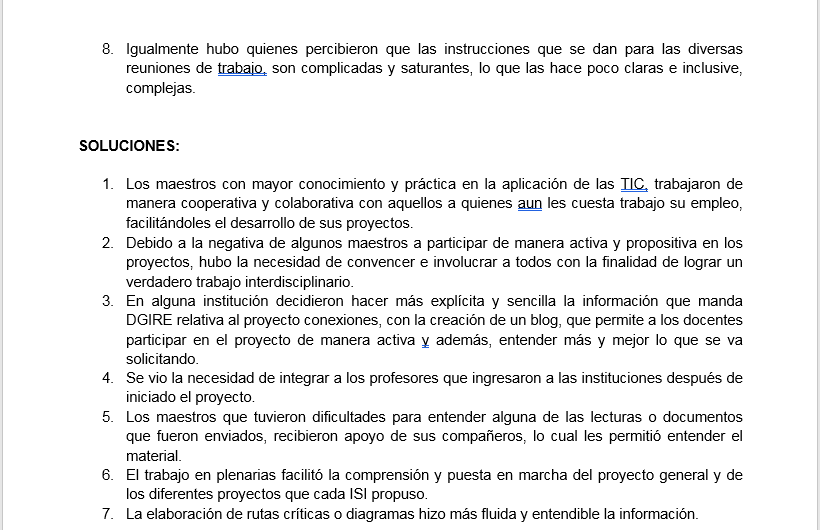 8. Igualmente hubo quienes percibieron que las instrucciones que se dan para las diversas
reuniones de trabajo, son complicadas y saturantes, lo que las hace poco claras e inclusive,
complejas.
SOLUCIONES:
1. Los maestros con mayor conocimiento y práctica en la aplicación de las TIC, trabajaron de
manera cooperativa y colaborativa con aquellos a quienes aun les cuesta trabajo su empleo,
facilitándoles el desarrollo de sus proyectos.
2. Debido a la negativa de algunos maestros a participar de manera activa y propositiva en los
proyectos, hubo la necesidad de convencer e involucrar a todos con la finalidad de lograr un
verdadero trabajo interdisciplinario.
3. En alguna institución decidieron hacer más explícita y sencilla la información que manda
DGIRE relativa al proyecto conexiones, con la creación de un blog, que permite a los docentes
participar en el proyecto de manera activa y además, entender más y mejor lo que se va
solicitando.
4. Se vio la necesidad de integrar a los profesores que ingresaron a las instituciones después de
iniciado el proyecto.
5. Los maestros que tuvieron dificultades para entender alguna de las lecturas o documentos
que fueron enviados, recibieron apoyo de sus compañeros, lo cual les permitió entender el
material.
6. El trabajo en plenarias facilitó la comprensión y puesta en marcha del proyecto general y de
los diferentes proyectos que cada ISI propuso.
7. La elaboración de rutas críticas o diagramas hizo más fluida y entendible la información.